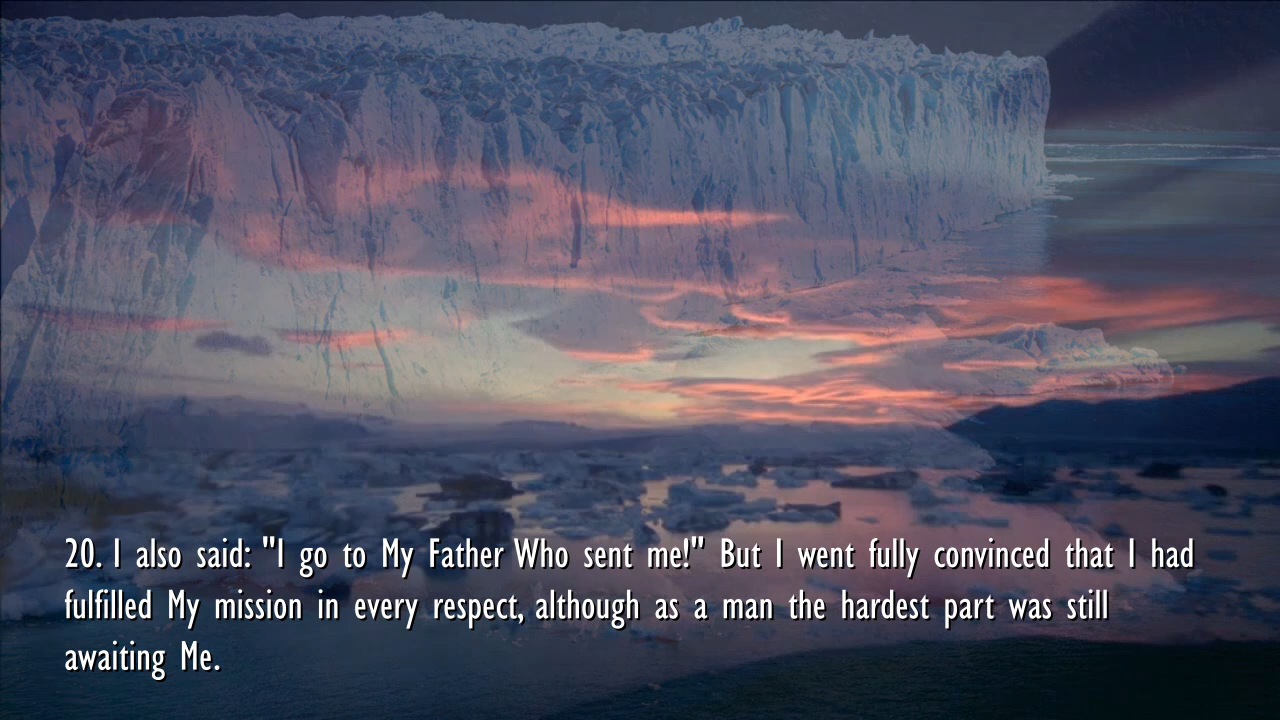 20. I also said: "I go to My Father Who sent me!" But I went fully convinced that I had
fulfilled My mission in every respect, although as a man the hardest part was still
awaiting Me.